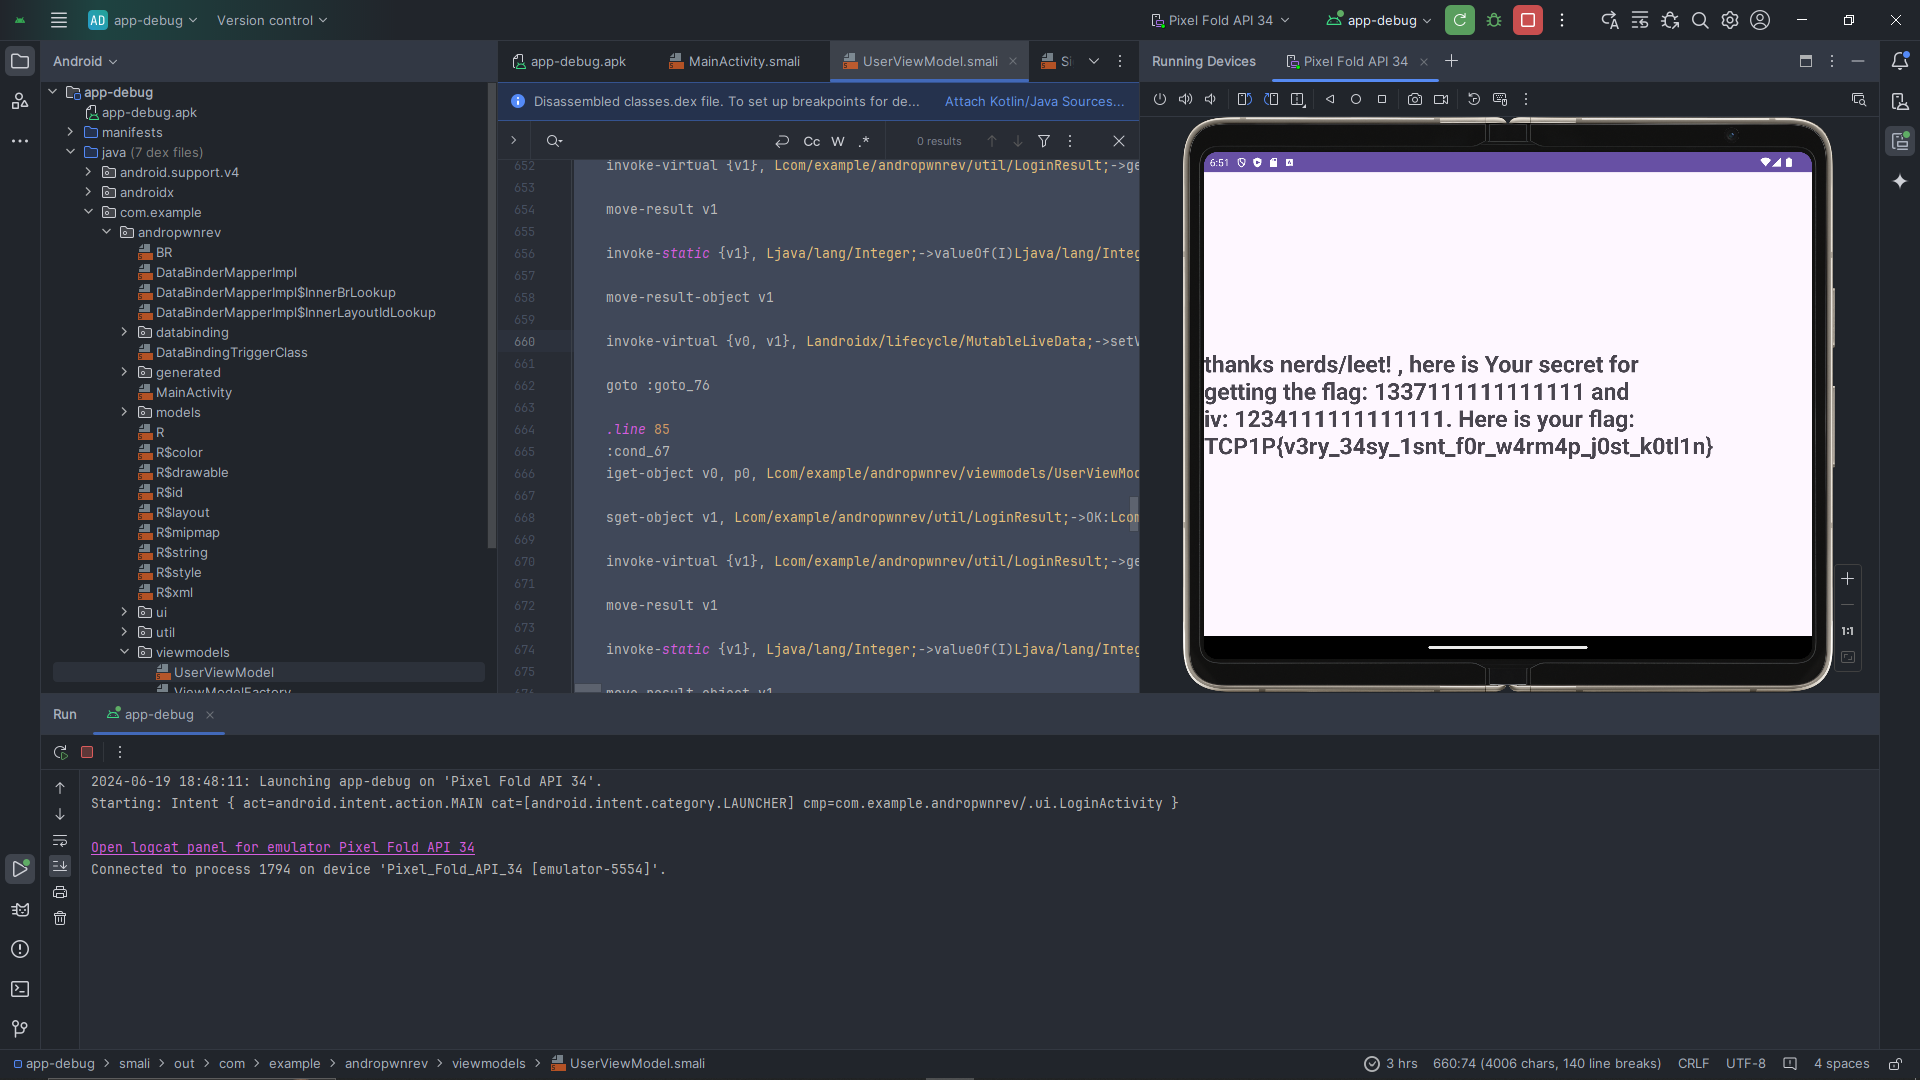 AD app-debug Version control
Pixel Fold API 34 app-debug
Android
app-debug.apk MainActivity.smali UserViewModel.smali
Running Devices Pixel Fold API 34
app-debug
app-debug.apk
manifests
java (7 dex files)
android.support.v4
androidx
com.example
andropwnrev
BR
DataBinderMapperImpl
DataBinderMapperImpl$InnerBrLookup
DataBinderMapperImpl$InnerLayoutIdLookup
databinding
DataBindingTriggerClass
generated
MainActivity
models
R
R$color
R$drawable
R$id
R$layout
R$mipmap
R$string
R$style
R$xml
ui
util
viewmodels
UserViewModel
ViewModelFactory
Disassembled classes.dex file. To set up breakpoints for de... Attach Kotlin/Java Sources...
Cc W .* 0 results
652 invoke-virtual {v1}, Lcom/example/andropwnrev/util/LoginResult;->ge
653
654 move-result v1
655
656 invoke-static {v1}, Ljava/lang/Integer;->valueOf(I)Ljava/lang/Integ
657
658 move-result-object v1
659
660 invoke-virtual {v0, v1}, Landroidx/lifecycle/MutableLiveData;->setV
661
662 goto :goto_76
663
664 .line 85
665 :cond_67
666 iget-object v0, p0, Lcom/example/andropwnrev/viewmodels/UserViewMod
667
668 sget-object v1, Lcom/example/andropwnrev/util/LoginResult;->OK:Lcom
669
670 invoke-virtual {v1}, Lcom/example/andropwnrev/util/LoginResult;->ge
671
672 move-result v1
673
674 invoke-static {v1}, Ljava/lang/Integer;->valueOf(I)Ljava/lang/Integ
675
move-result-object v1
6:51
thanks nerds/leet! , here is Your secret for
getting the flag: 1337111111111111 and
iv: 1234111111111111. Here is your flag:
TCP1P{v3ry_34sy_1snt_f0r_w4rm4p_j0st_k0tl1n}
1:1
Run app-debug
2024-06-19 18:48:11: Launching app-debug on 'Pixel Fold API 34'.
Starting: Intent { act=android.intent.action.MAIN cat=[android.intent.category.LAUNCHER] cmp=com.example.andropwnrev/.ui.LoginActivity }
Open logcat panel for emulator Pixel Fold API 34
Connected to process 1794 on device 'Pixel_Fold_API_34 [emulator-5554]'.
app-debug > smali > out > com > example > andropwnrev > viewmodels > UserViewModel.smali
3 hrs 660:74 (4006 chars, 140 line breaks) CRLF UTF-8 4 spaces